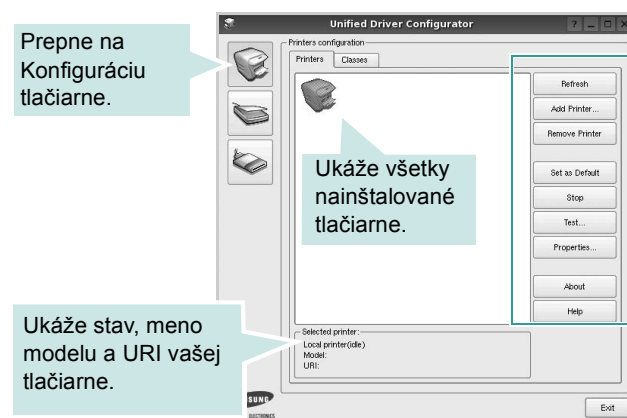 Prepne na
Konfiguráciu
tlačiarne.
Unified Driver Configurator
Printers configuration
Printers
Classes
Ukáže všetky
nainštalované
tlačiarne.
Refresh
Add Printer...
Remove Printer
Set as Default
Stop
Test...
Properties...
About
Help
Ukáže stav, meno
modelu a URI vašej
tlačiarne.
Selected printer:
Local printer(idle)
Model:
URI:
SUNG
ELECTRONICS
Exit